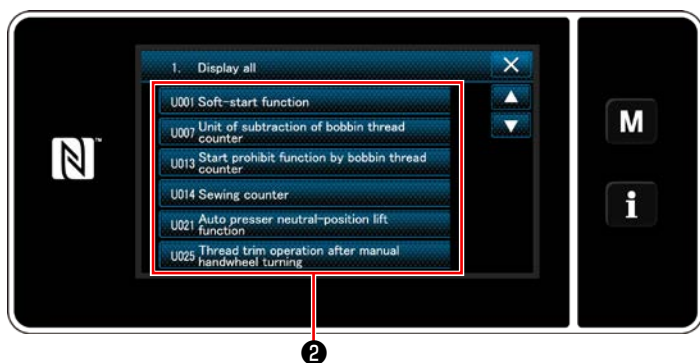 1. Display all
U001 Soft-start function
U007 Unit of subtraction of bobbin thread
counter
U013 Start prohibit function by bobbin thread
counter
U014 Sewing counter
U021 Auto presser neutral-position lift
function
U025 Thread trim operation after manual
handwheel turning
M
i
❷